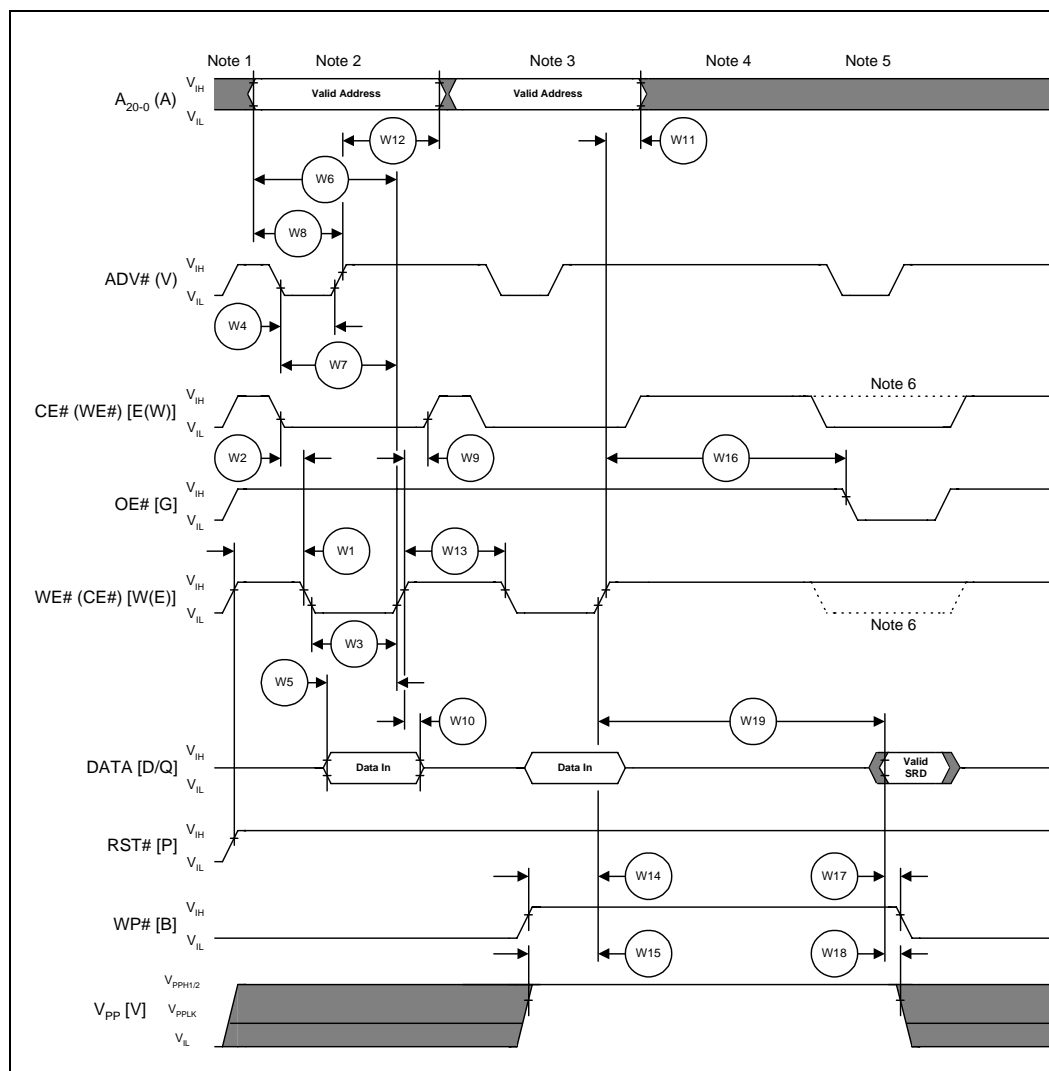 Note 1 Note 2 Note 3 Note 4 Note 5
A20-0 (A) VIH VIL Valid Address Valid Address
W12 W11
W6
W8
ADV# (V) VIH VIL
W4
W7
CE# (WE#) [E(W)] VIH VIL Note 6
W2 W9 W16
OE# [G] VIH VIL
W1 W13
WE# (CE#) [W(E)] VIH VIL Note 6
W3
W5
W10 W19
DATA [D/Q] VIH VIL Data In Data In Valid SRD
RST# [P] VIH VIL
W14 W17
WP# [B] VIH VIL
W15 W18
VPP [V] VPPH1/2 VPPLK VIL